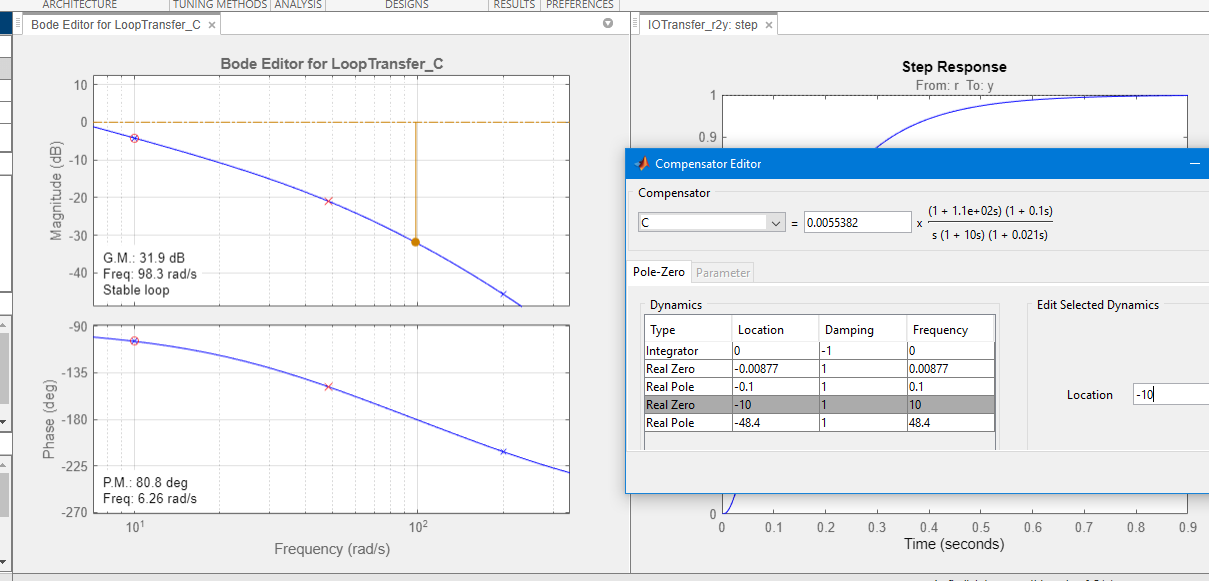 ARCHITECTURE TUNING METHODS ANALYSIS DESIGNS RESULTS PREFERENCES
Bode Editor for LoopTransfer_C ×
IOTransfer_r2y: step ×
Bode Editor for LoopTransfer_C
10
0
-10
-20
-30
-40
Magnitude (dB)
G.M.: 31.9 dB
Freq: 98.3 rad/s
Stable loop
-90
-135
-180
-225
-270
Phase (deg)
P.M.: 80.8 deg
Freq: 6.26 rad/s
10¹ 10²
Frequency (rad/s)
Step Response
From: r To: y
1
0.9
Compensator Editor
Compensator
C = 0.0055382 x (1 + 1.1e+02s) (1 + 0.1s)
s (1 + 10s) (1 + 0.021s)
Pole-Zero Parameter
Dynamics
Type Location Damping Frequency
Integrator 0 -1 0
Real Zero -0.00877 1 0.00877
Real Pole -0.1 1 0.1
Real Zero -10 1 10
Real Pole -48.4 1 48.4
Edit Selected Dynamics
Location -10
0
0 0.1 0.2 0.3 0.4 0.5 0.6 0.7 0.8 0.9
Time (seconds)